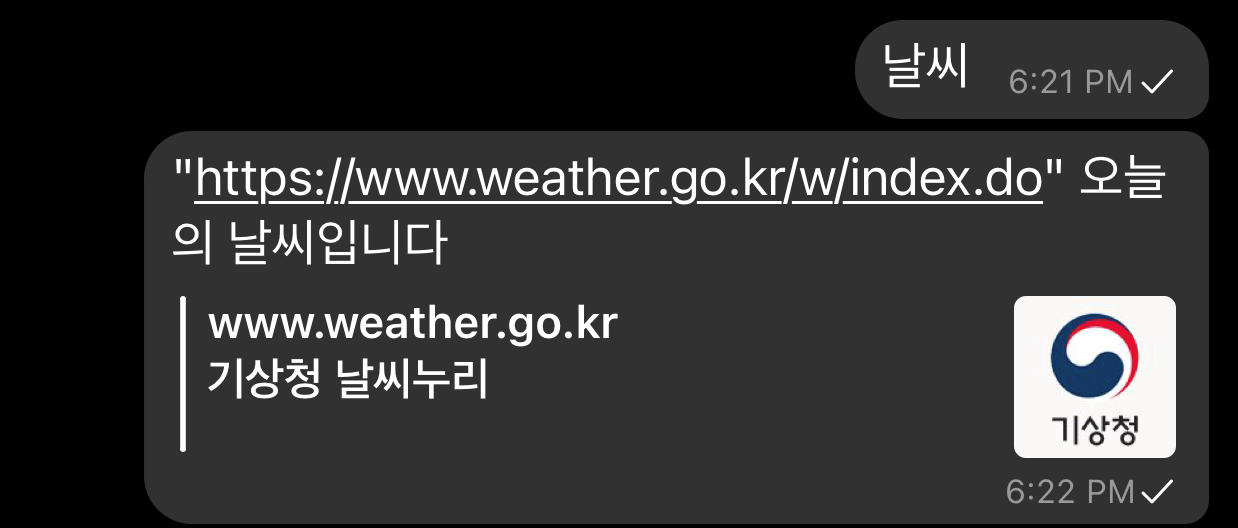 날씨 6:21 PM
"https://www.weather.go.kr/w/index.do" 오늘
의 날씨입니다
www.weather.go.kr
기상청 날씨누리
기상청
6:22 PM